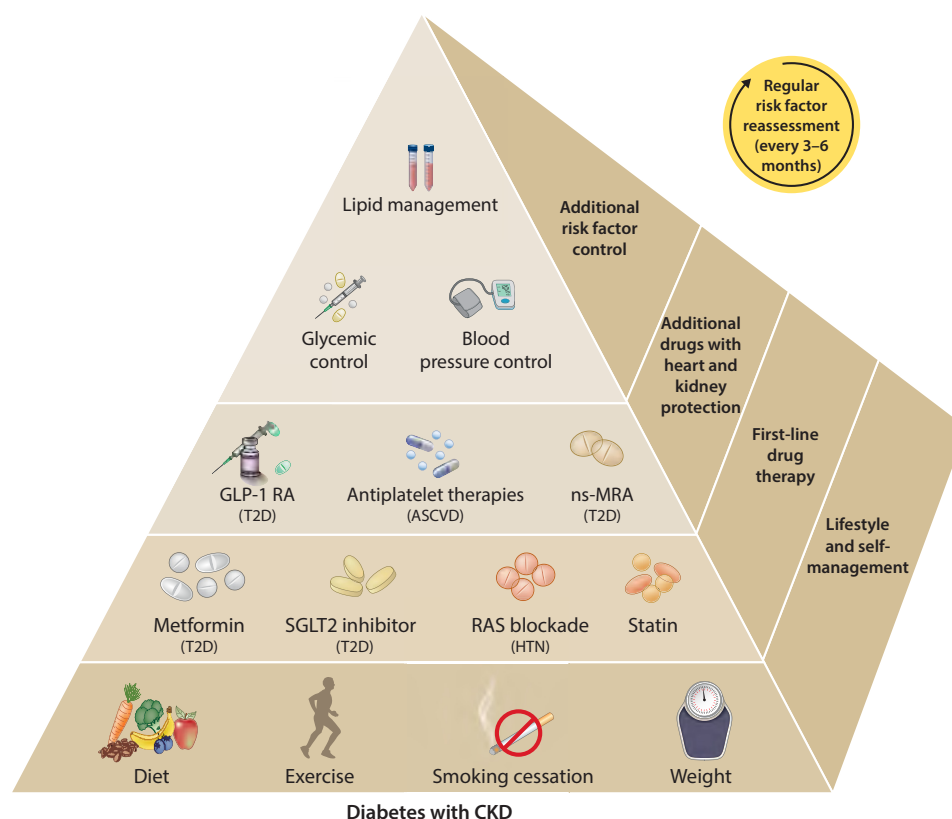 Regular
risk factor
reassessment
(every 3–6
months)
Lipid management
Additional
risk factor
control
Glycemic
control
Blood
pressure control
Additional
drugs with
heart and
kidney
protection
GLP-1 RA
(T2D)
Antiplatelet therapies
(ASCVD)
ns-MRA
(T2D)
First-line
drug
therapy
Metformin
(T2D)
SGLT2 inhibitor
(T2D)
RAS blockade
(HTN)
Statin
Lifestyle
and self-
management
Diet
Exercise
Smoking cessation
Weight
Diabetes with CKD